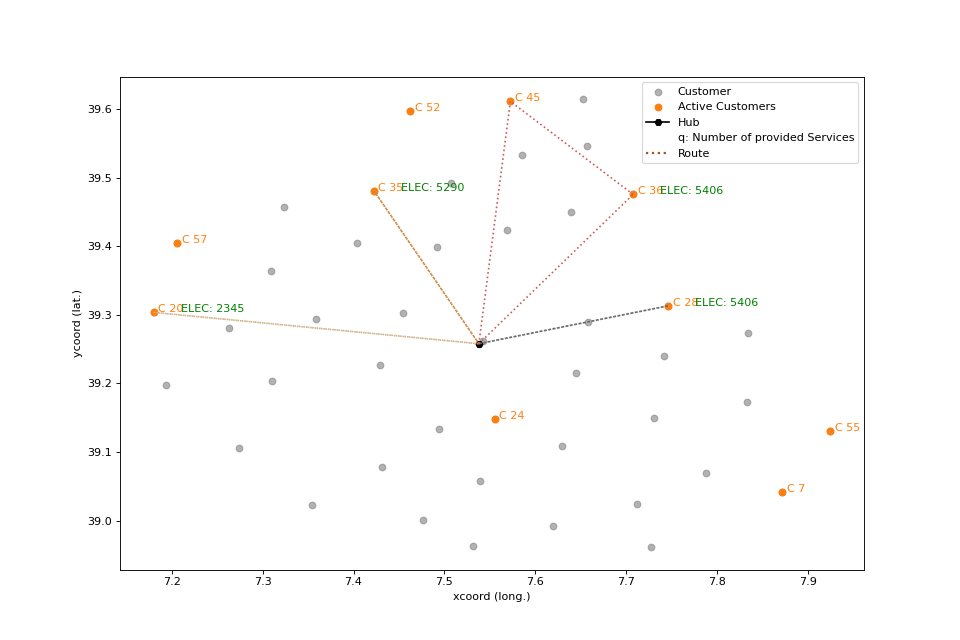 Customer
Active Customers
Hub
q: Number of provided Services
Route
C 45
C 52
C 35 ELEC: 5290
C 36 ELEC: 5406
C 57
C 20 ELEC: 2345
C 28 ELEC: 5406
C 24
C 55
C 7
39.6
39.5
39.4
39.3
39.2
39.1
39.0
ycoord (lat.)
7.2 7.3 7.4 7.5 7.6 7.7 7.8 7.9
xcoord (long.)